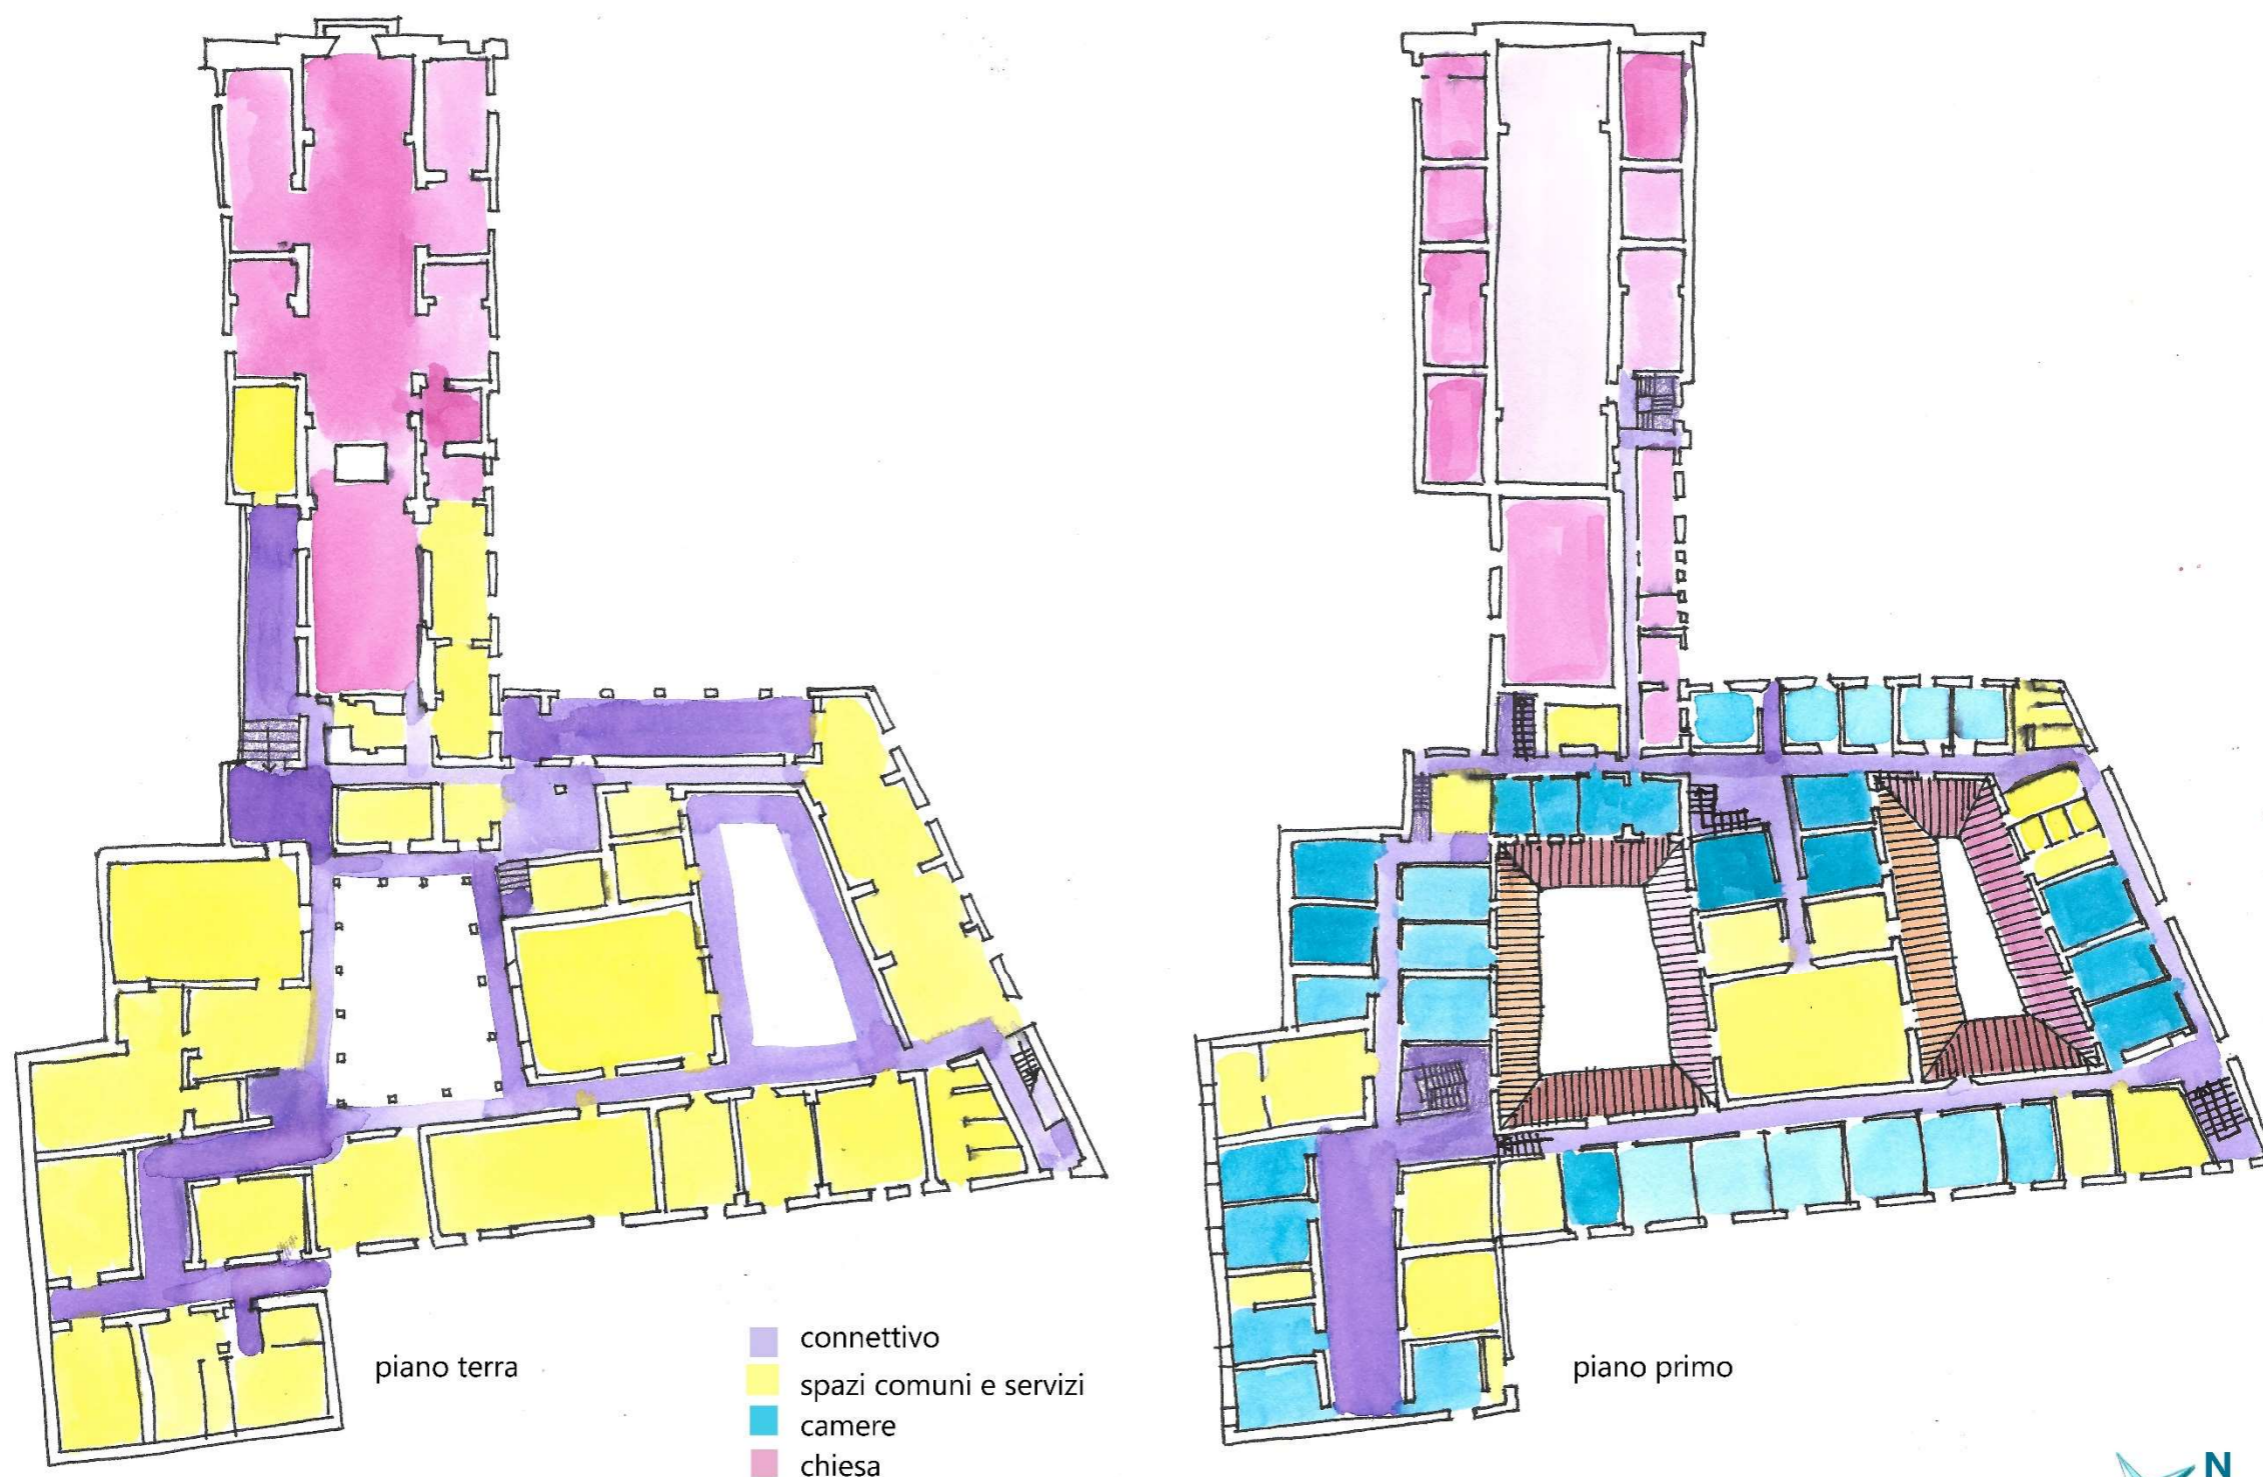 piano terra
connettivo
spazi comuni e servizi
camere
chiesa
piano primo
N